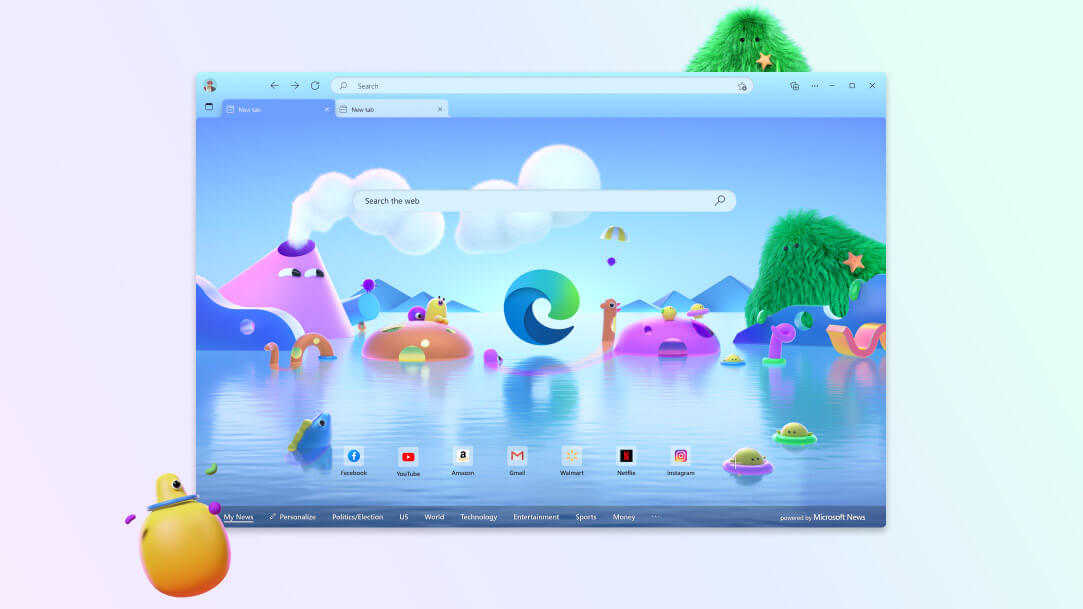 Search
New tab
New tab
Search the web
Facebook
YouTube
Amazon
Gmail
Walmart
Netflix
Instagram
My News
Personalize
Politics/Election
US
World
Technology
Entertainment
Sports
Money
powered by Microsoft News